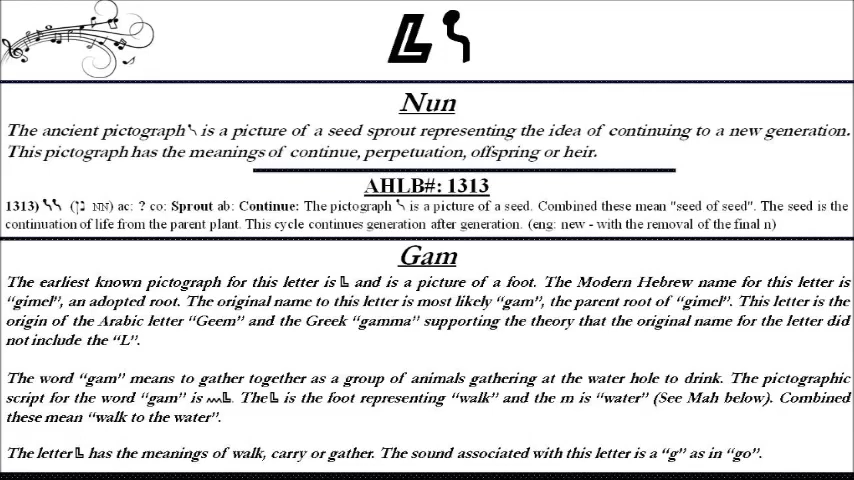 Nun
The ancient pictograph is a picture of a seed sprout representing the idea of continuing to a new generation.
This pictograph has the meanings of continue, perpetuation, offspring or heir.
AHLB#: 1313
1313) (נן NN) ac: ? co: Sprout ab: Continue: The pictograph is a picture of a seed. Combined these mean "seed of seed". The seed is the
continuation of life from the parent plant. This cycle continues generation after generation. (eng: new - with the removal of the final n)
Gam
The earliest known pictograph for this letter is and is a picture of a foot. The Modern Hebrew name for this letter is
“gimel”, an adopted root. The original name to this letter is most likely “gam”, the parent root of “gimel”. This letter is the
origin of the Arabic letter “Geem” and the Greek “gamma” supporting the theory that the original name for the letter did
not include the “L”.
The word “gam” means to gather together as a group of animals gathering at the water hole to drink. The pictographic
script for the word “gam” is . The is the foot representing “walk” and the m is “water” (See Mah below). Combined
these mean “walk to the water”.
The letter has the meanings of walk, carry or gather. The sound associated with this letter is a “g” as in “go”.